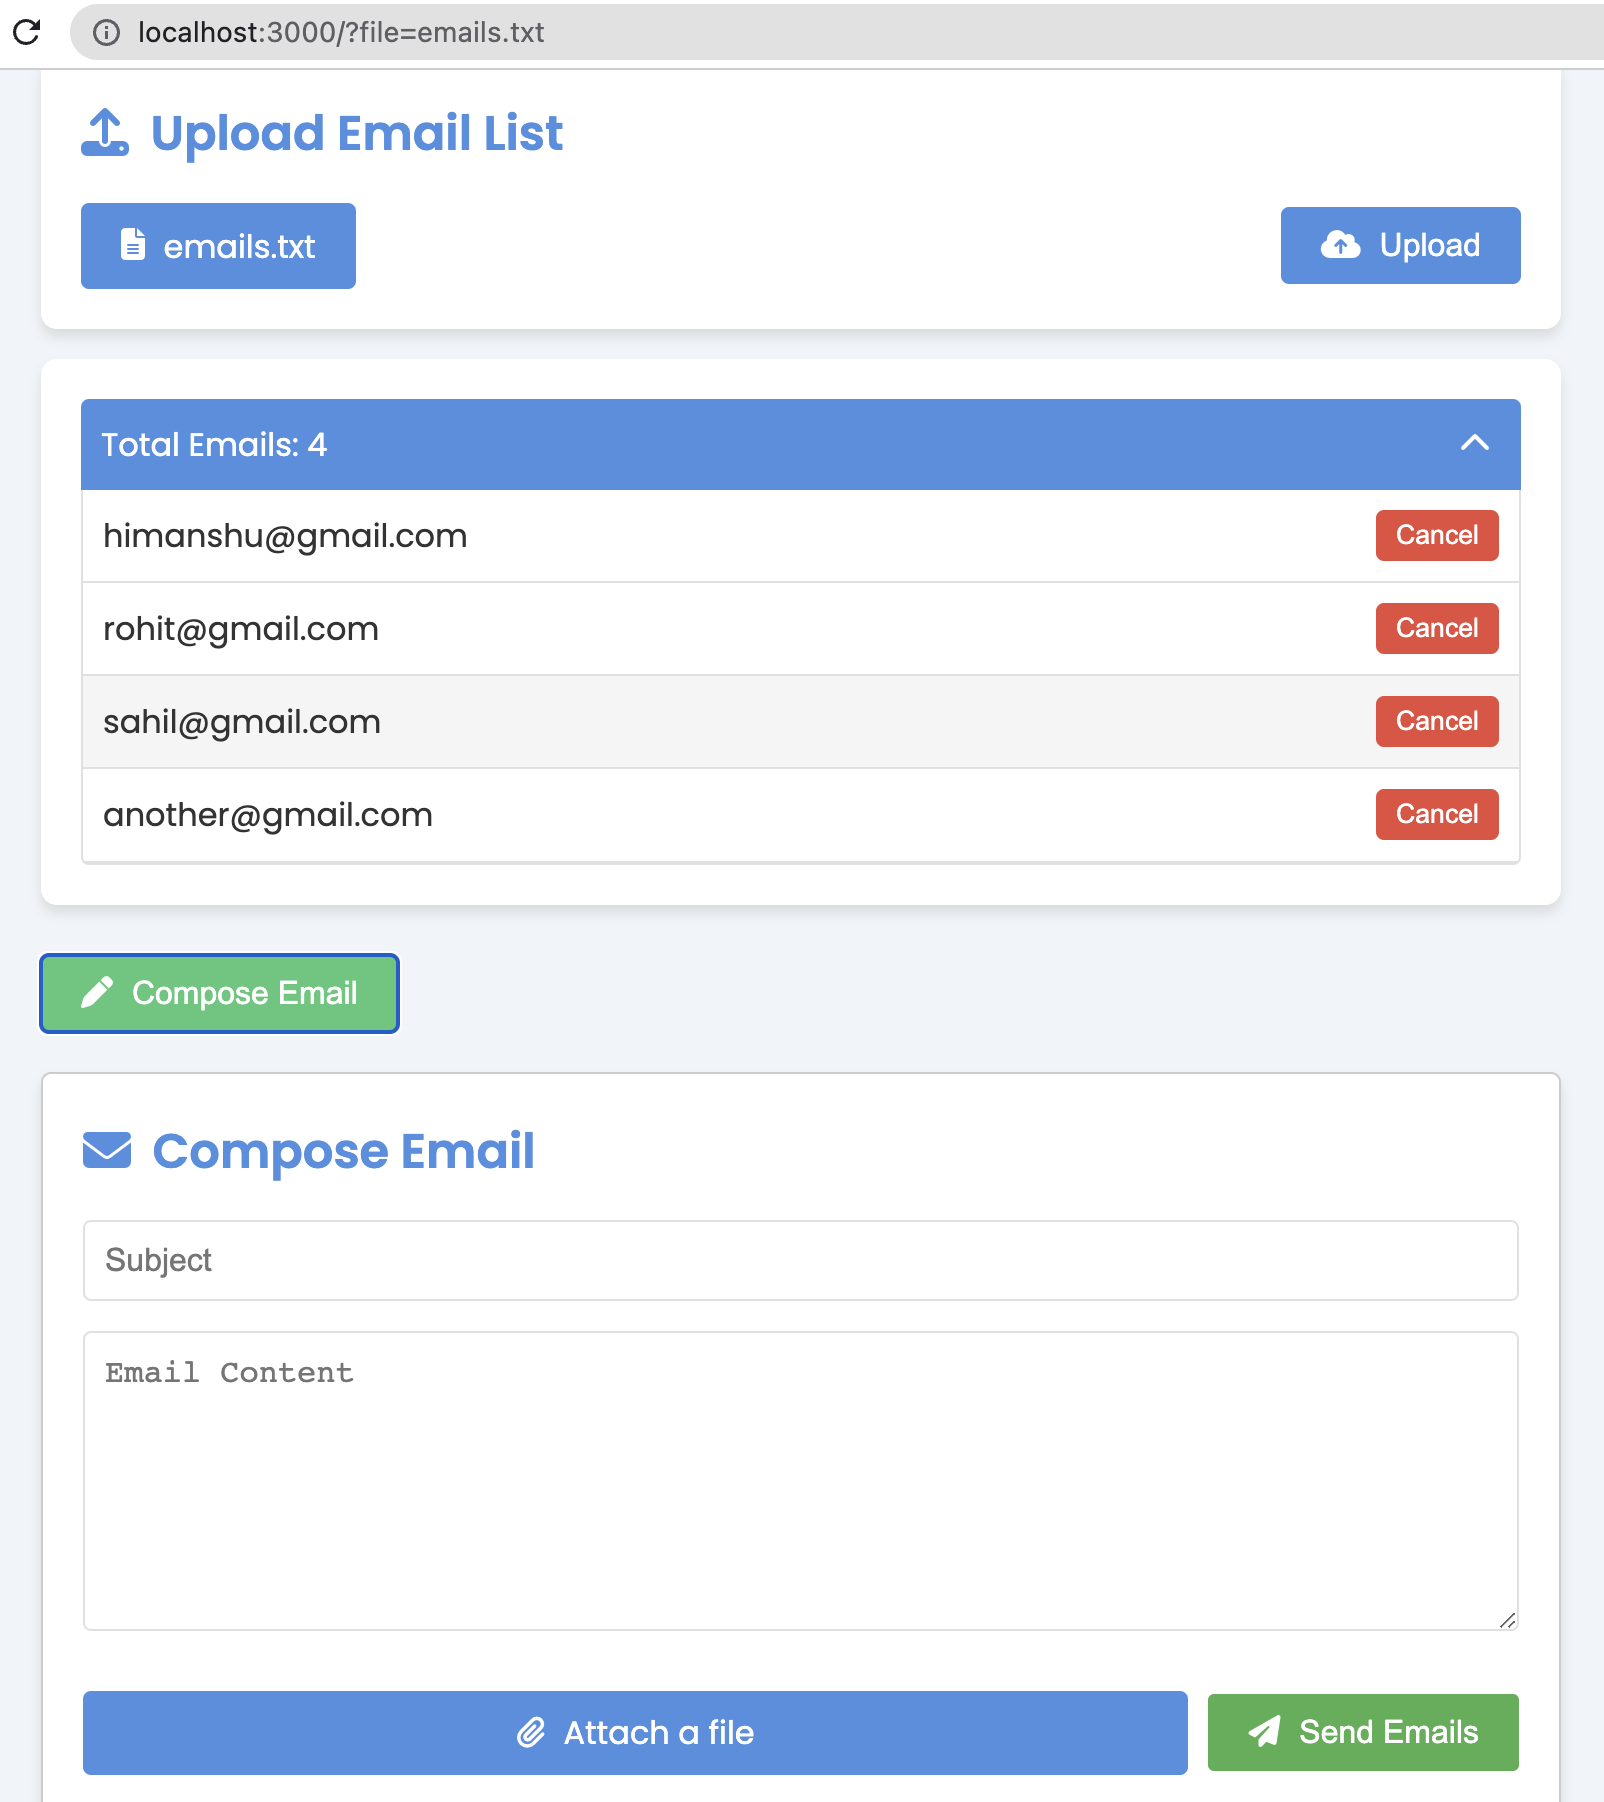 localhost:3000/?file=emails.txt
Upload Email List
emails.txt
Upload
Total Emails: 4
himanshu@gmail.com Cancel
rohit@gmail.com Cancel
sahil@gmail.com Cancel
another@gmail.com Cancel
Compose Email
Compose Email
Subject
Email Content
Attach a file
Send Emails